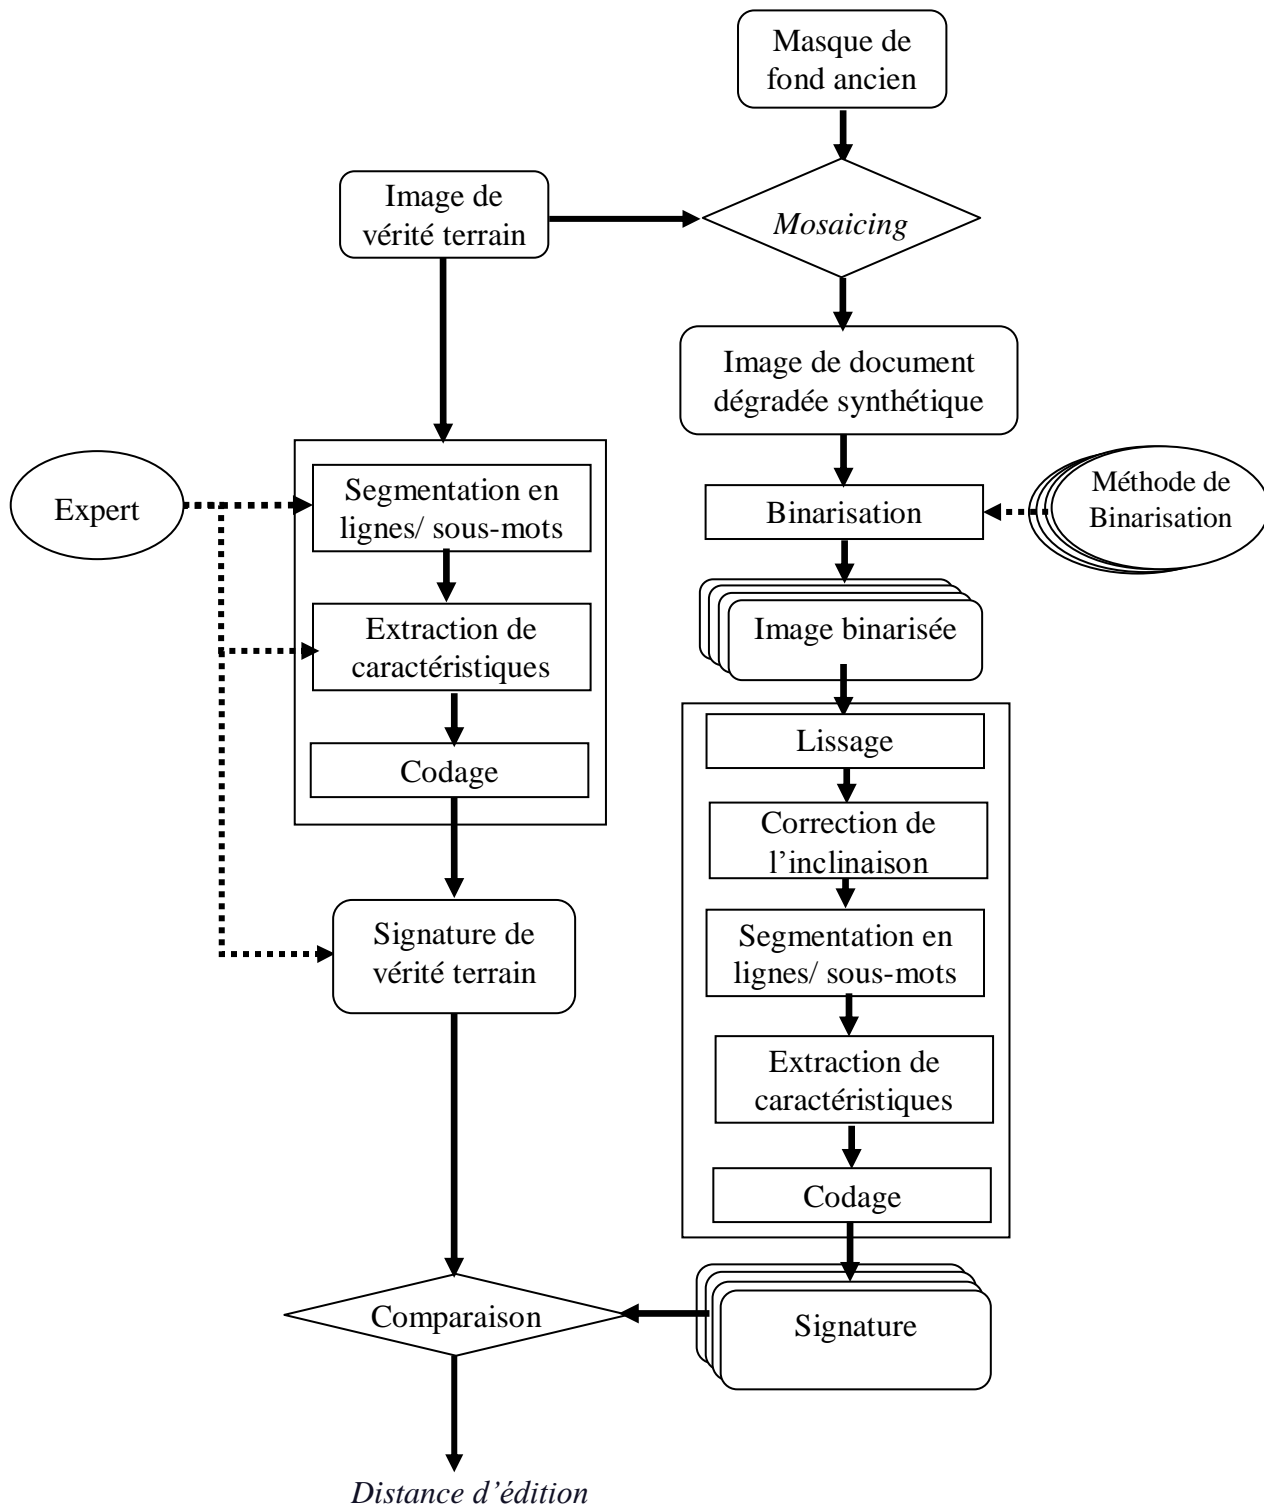 Masque de
fond ancien
Image de
vérité terrain
Mosaicing
Image de document
dégradée synthétique
Expert
Segmentation en
lignes/ sous-mots
Binarisation
Méthode de
Binarisation
Extraction de
caractéristiques
Image binarisée
Codage
Lissage
Correction de
l’inclinaison
Signature de
vérité terrain
Segmentation en
lignes/ sous-mots
Extraction de
caractéristiques
Codage
Comparaison
Signature
Distance d’édition